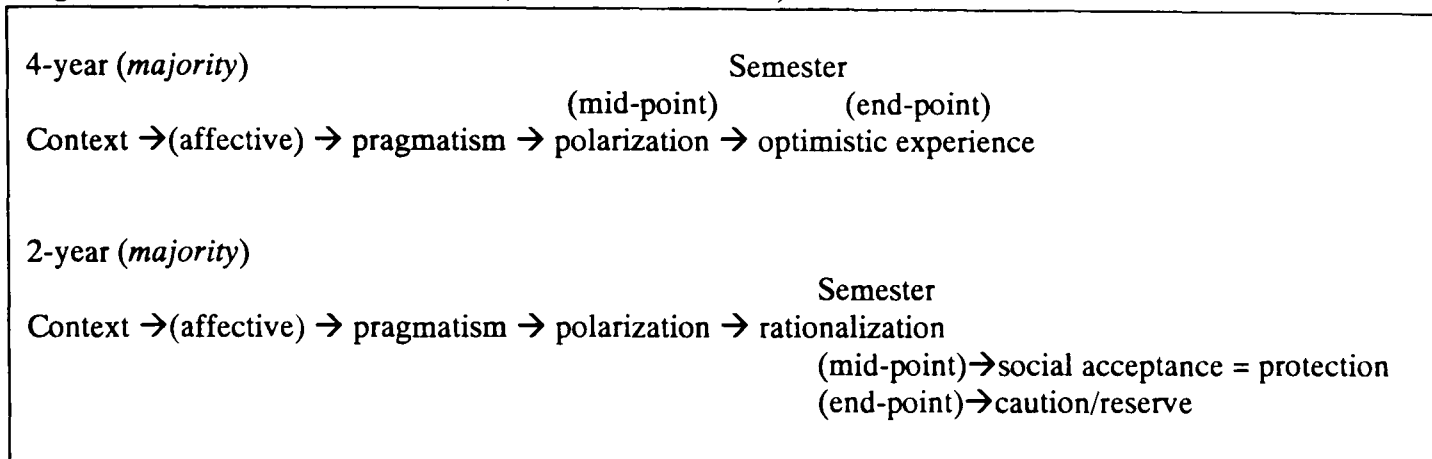 4-year (majority) Semester
(mid-point) (end-point)
Context →(affective) → pragmatism → polarization → optimistic experience
2-year (majority)
Semester
Context →(affective) → pragmatism → polarization → rationalization
(mid-point)→social acceptance = protection
(end-point)→caution/reserve